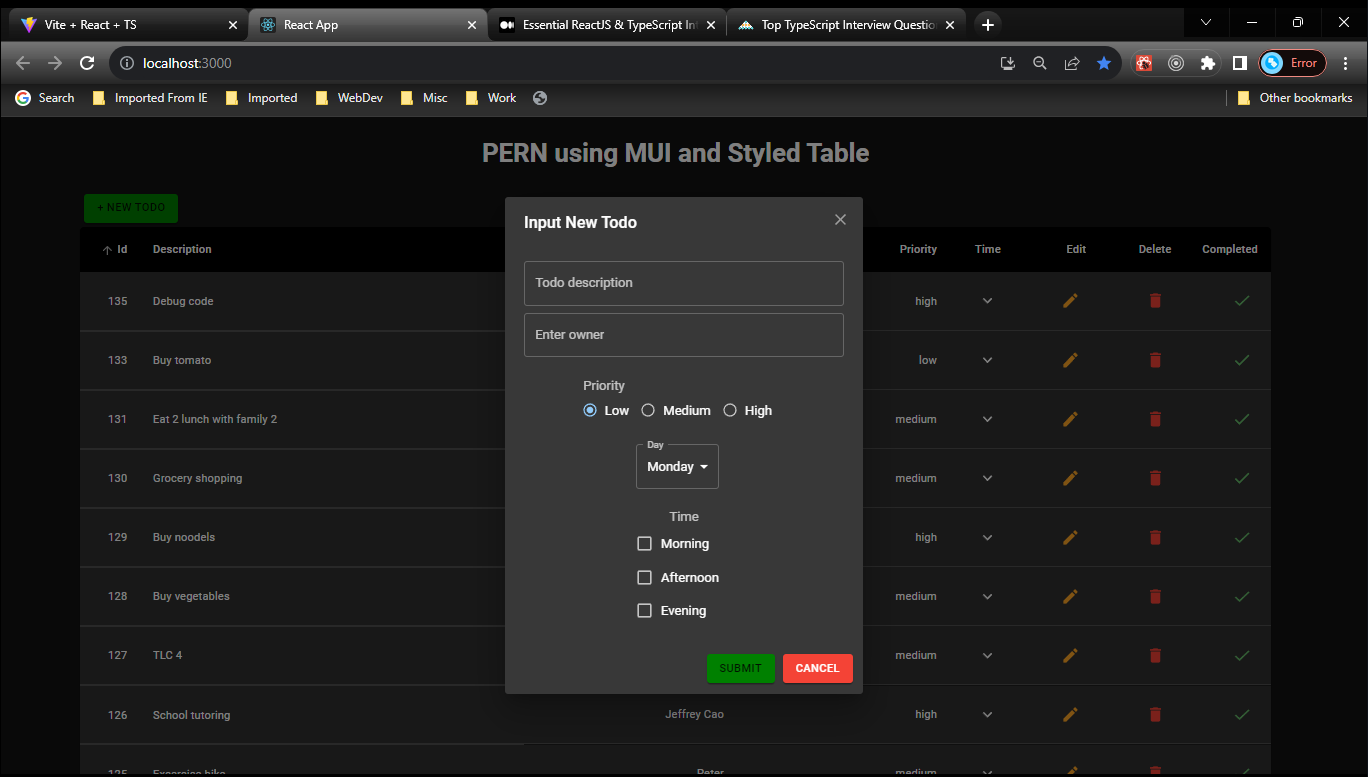 Vite + React + TS
React App
Essential ReactJS & TypeScript Int
Top TypeScript Interview Questio
localhost:3000
Error
Search
Imported From IE
Imported
WebDev
Misc
Work
Other bookmarks
PERN using MUI and Styled Table
+ NEW TODO
Id Description Priority Time Edit Delete Completed
135 Debug code high
133 Buy tomato low
131 Eat 2 lunch with family 2 medium
130 Grocery shopping medium
129 Buy noodels high
128 Buy vegetables medium
127 TLC 4 medium
126 School tutoring Jeffrey Cao high
125 Excercise bike Peter medium
Input New Todo
Todo description
Enter owner
Priority
Low Medium High
Day
Monday
Time
Morning
Afternoon
Evening
SUBMIT CANCEL